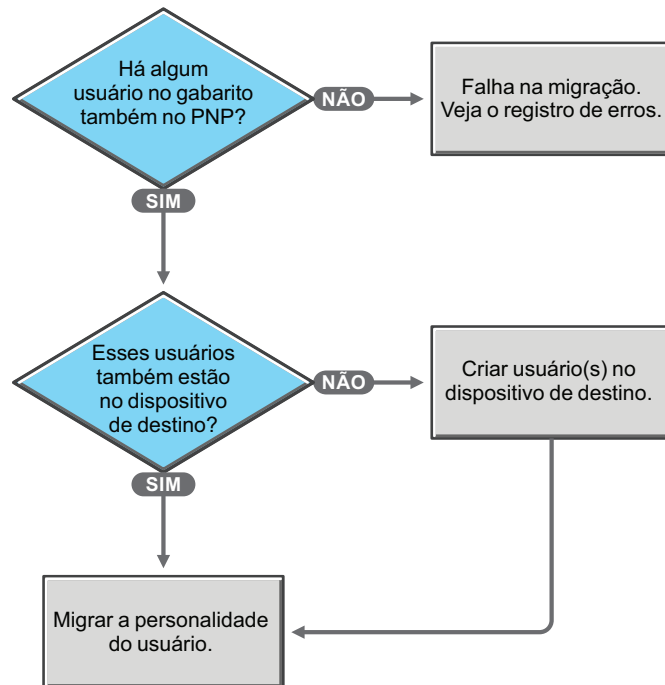 Há algum
usuário no gabarito
também no PNP?
NÃO
Falha na migração.
Veja o registro de erros.
SIM
Esses usuários
também estão
no dispositivo
de destino?
NÃO
Criar usuário(s) no
dispositivo de destino.
SIM
Migrar a personalidade
do usuário.